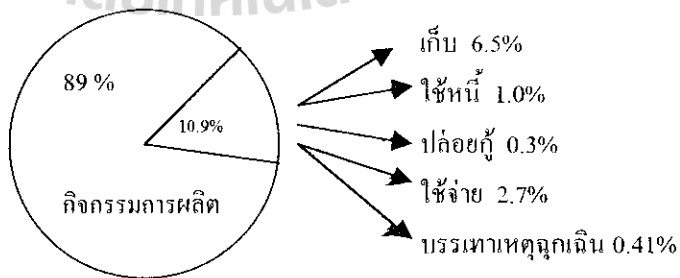 89 %
10.9%
กิจกรรมการผลิต
เก็บ 6.5%
ใช้หนี้ 1.0%
ปล่อยกู้ 0.3%
ใช้จ่าย 2.7%
บรรเทาเหตุฉุกเฉิน 0.41%